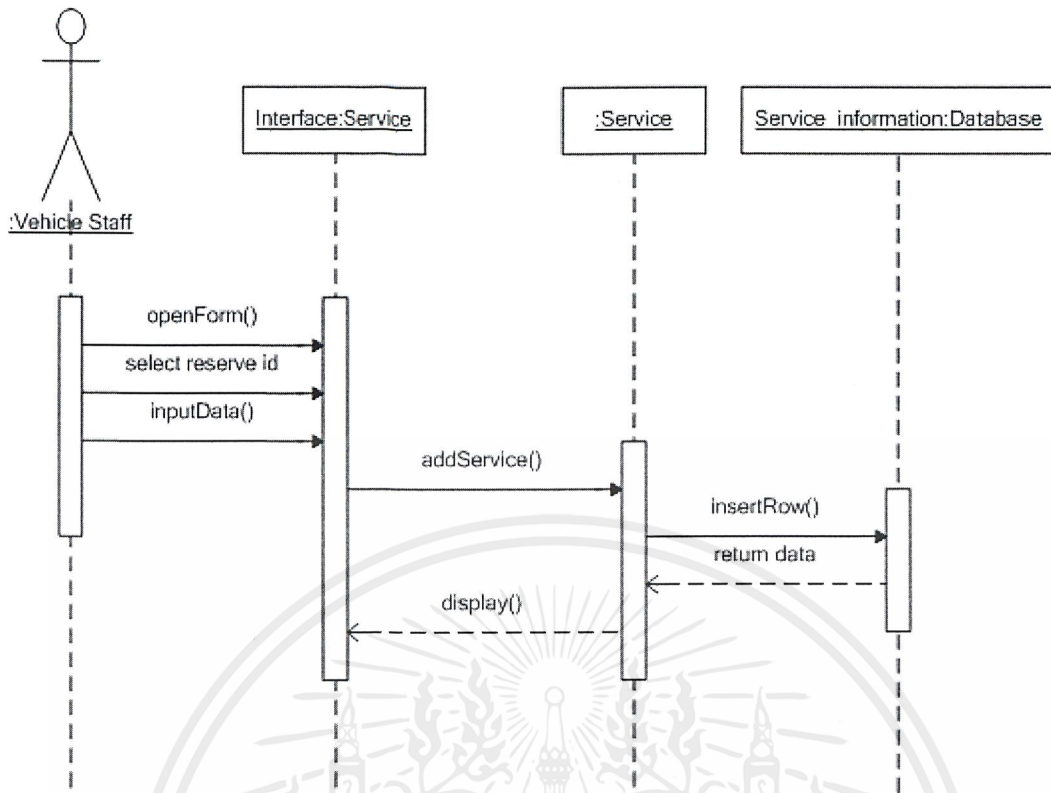 Interface:Service
:Service
Service information:Database
:Vehicle Staff
openForm()
select reserve id
inputData()
addService()
insertRow()
return data
display()